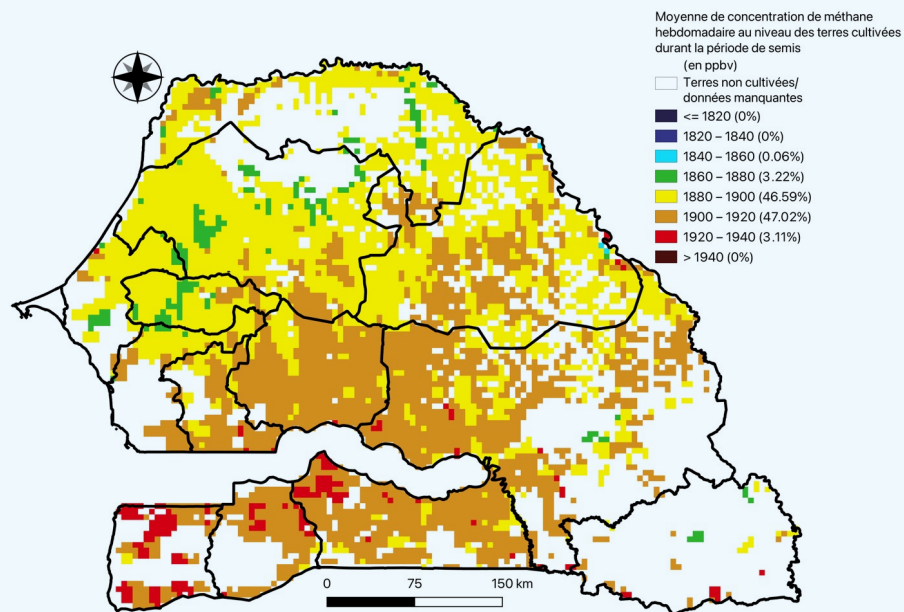 Moyenne de concentration de méthane
hebdomadaire au niveau des terres cultivées
durant la période de semis
(en ppbv)
Terres non cultivées/
données manquantes
<= 1820 (0%)
1820 – 1840 (0%)
1840 – 1860 (0.06%)
1860 – 1880 (3.22%)
1880 – 1900 (46.59%)
1900 – 1920 (47.02%)
1920 – 1940 (3.11%)
> 1940 (0%)
0 75 150 km